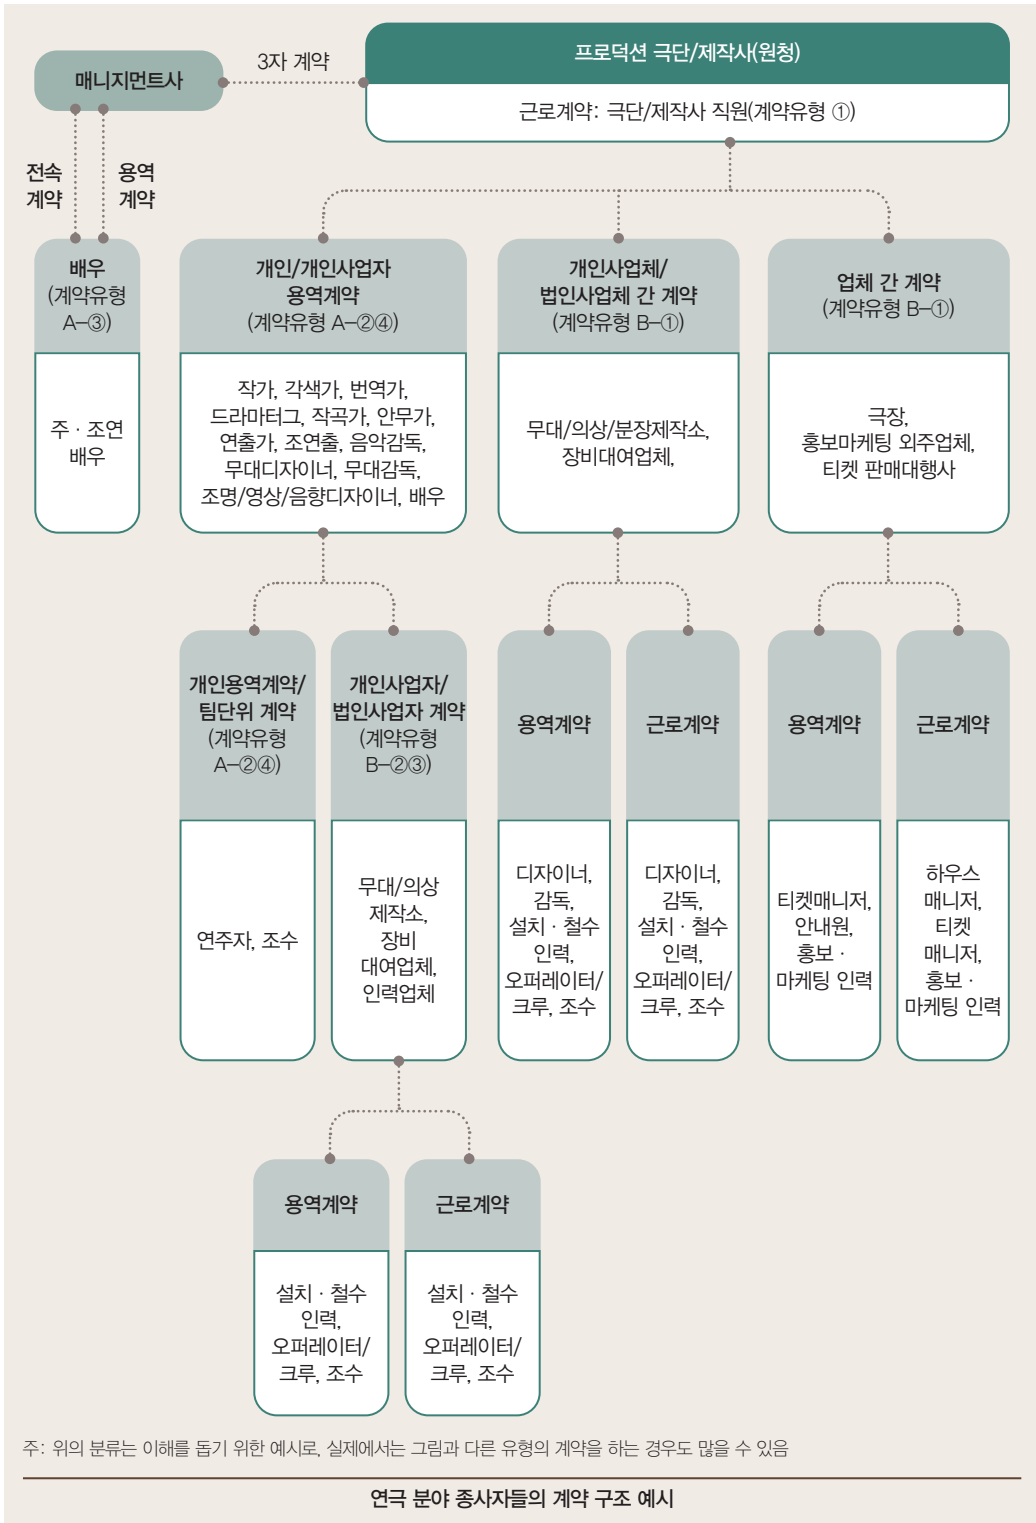 프로덕션 극단/제작사(원청)
근로계약: 극단/제작사 직원(계약유형 ①)
3자 계약
매니지먼트사
전속
계약
용역
계약
배우
(계약유형
A–③)
주 · 조연
배우
개인/개인사업자
용역계약
(계약유형 A–②④)
작가, 각색가, 번역가,
드라마터그, 작곡가, 안무가,
연출가, 조연출, 음악감독,
무대디자이너, 무대감독,
조명/영상/음향디자이너, 배우
개인사업체/
법인사업체 간 계약
(계약유형 B–①)
무대/의상/분장제작소,
장비대여업체,
업체 간 계약
(계약유형 B–①)
극장,
홍보마케팅 외주업체,
티켓 판매대행사
개인용역계약/
팀단위 계약
(계약유형
A–②④)
연주자, 조수
개인사업자/
법인사업자 계약
(계약유형
B–②③)
무대/의상
제작소,
장비
대여업체,
인력업체
용역계약
디자이너,
감독,
설치 · 철수
인력,
오퍼레이터/
크루, 조수
근로계약
디자이너,
감독,
설치 · 철수
인력,
오퍼레이터/
크루, 조수
용역계약
티켓매니저,
안내원,
홍보 ·
마케팅 인력
근로계약
하우스
매니저,
티켓
매니저,
홍보 ·
마케팅 인력
용역계약
설치 · 철수
인력,
오퍼레이터/
크루, 조수
근로계약
설치 · 철수
인력,
오퍼레이터/
크루, 조수
주: 위의 분류는 이해를 돕기 위한 예시로, 실제에서는 그림과 다른 유형의 계약을 하는 경우도 많을 수 있음
연극 분야 종사자들의 계약 구조 예시